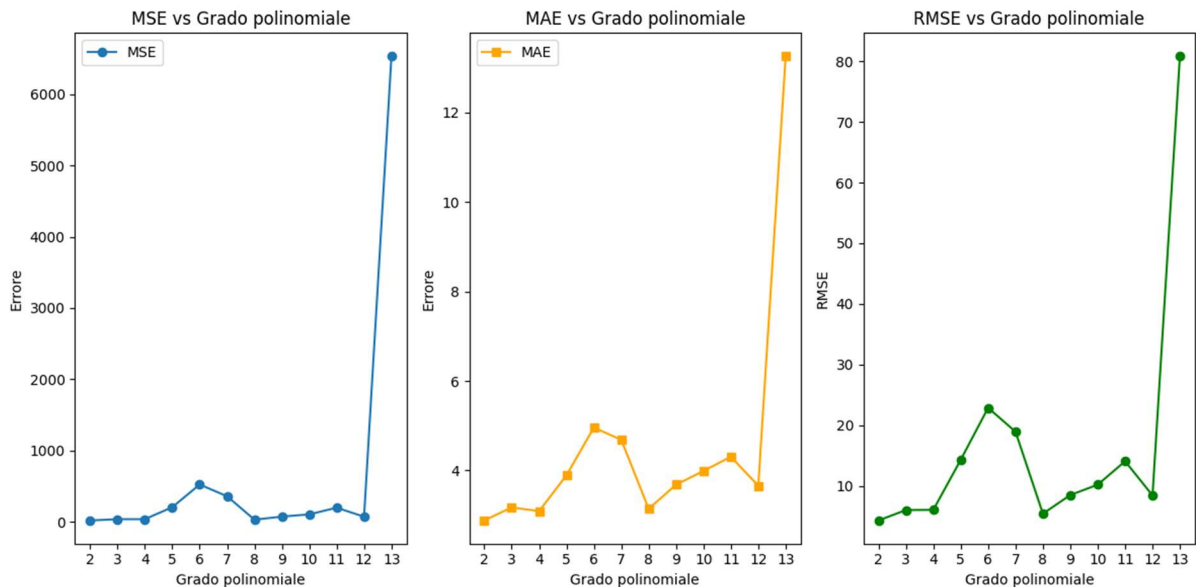 MSE vs Grado polinomiale
MSE
6000
5000
4000
3000
2000
1000
0
Errore
2 3 4 5 6 7 8 9 10 11 12 13
Grado polinomiale
MAE vs Grado polinomiale
MAE
12
10
8
6
4
Errore
2 3 4 5 6 7 8 9 10 11 12 13
Grado polinomiale
RMSE vs Grado polinomiale
80
70
60
50
40
30
20
10
RMSE
2 3 4 5 6 7 8 9 10 11 12 13
Grado polinomiale